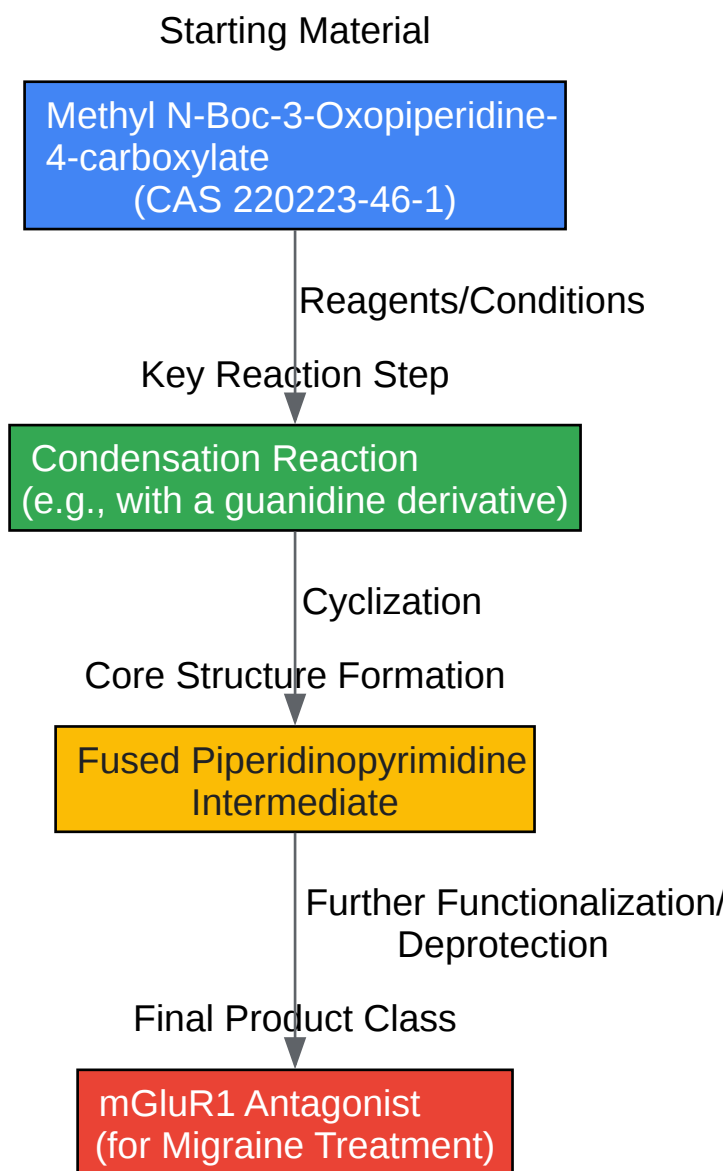 Starting Material
Methyl N-Boc-3-Oxopiperidine-
4-carboxylate
(CAS 220223-46-1)
Reagents/Conditions
Key Reaction Step
Condensation Reaction
(e.g., with a guanidine derivative)
Cyclization
Core Structure Formation
Fused Piperidinopyrimidine
Intermediate
Further Functionalization/
Deprotection
Final Product Class
mGluR1 Antagonist
(for Migraine Treatment)